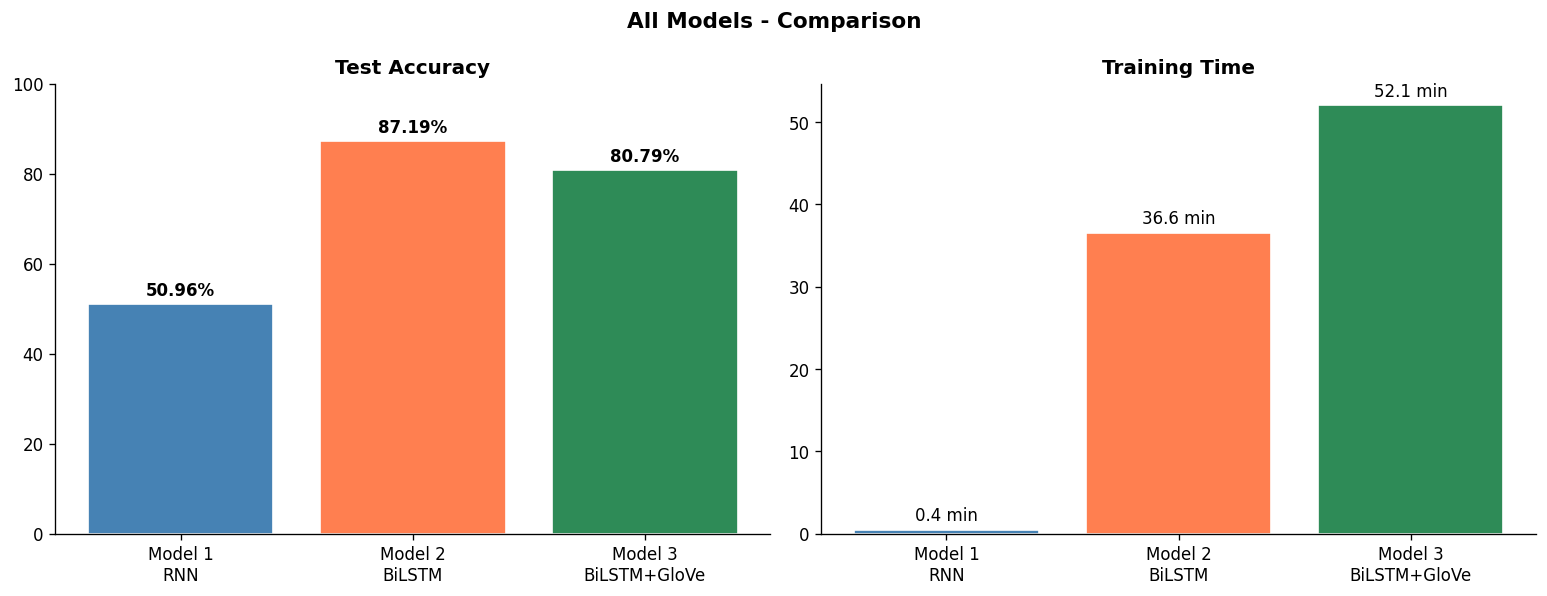 All Models - Comparison
Test Accuracy
100
80
60
40
20
0
50.96%
87.19%
80.79%
Model 1
RNN
Model 2
BiLSTM
Model 3
BiLSTM+GloVe
Training Time
50
40
30
20
10
0
0.4 min
36.6 min
52.1 min
Model 1
RNN
Model 2
BiLSTM
Model 3
BiLSTM+GloVe